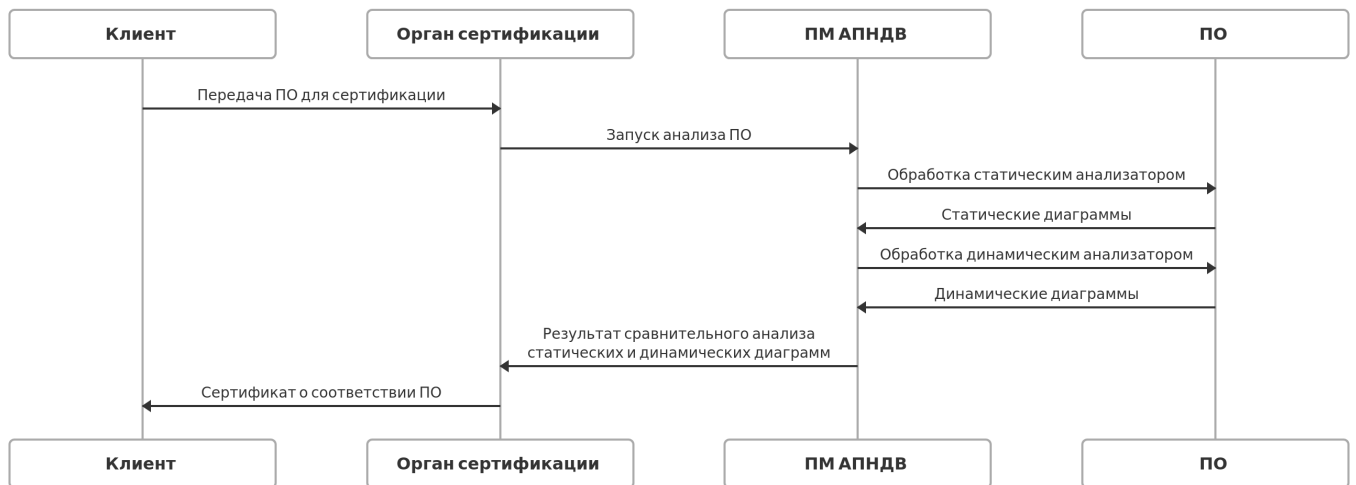 Клиент
Орган сертификации
ПМ АПНДВ
ПО
Передача ПО для сертификации
Запуск анализа ПО
Обработка статическим анализатором
Статические диаграммы
Обработка динамическим анализатором
Динамические диаграммы
Результат сравнительного анализа
статических и динамических диаграмм
Сертификат о соответствии ПО
Клиент
Орган сертификации
ПМ АПНДВ
ПО